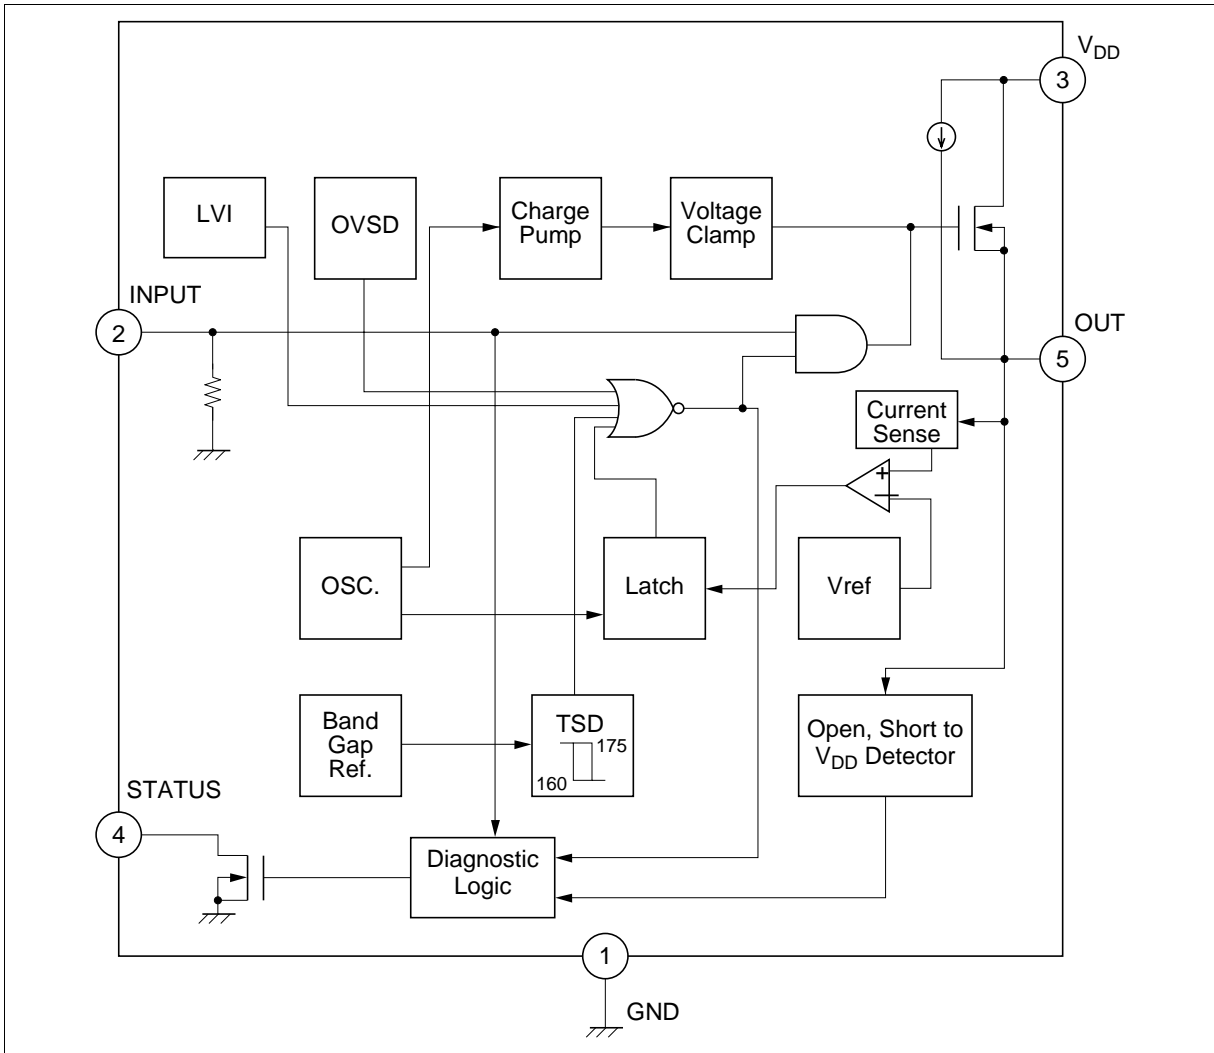 V_DD
3
LVI
OVSD
Charge
Pump
Voltage
Clamp
INPUT
2
OUT
5
Current
Sense
+
−
OSC.
Latch
Vref
Band
Gap
Ref.
TSD
175
160
Open, Short to
V_DD Detector
STATUS
4
Diagnostic
Logic
1
GND